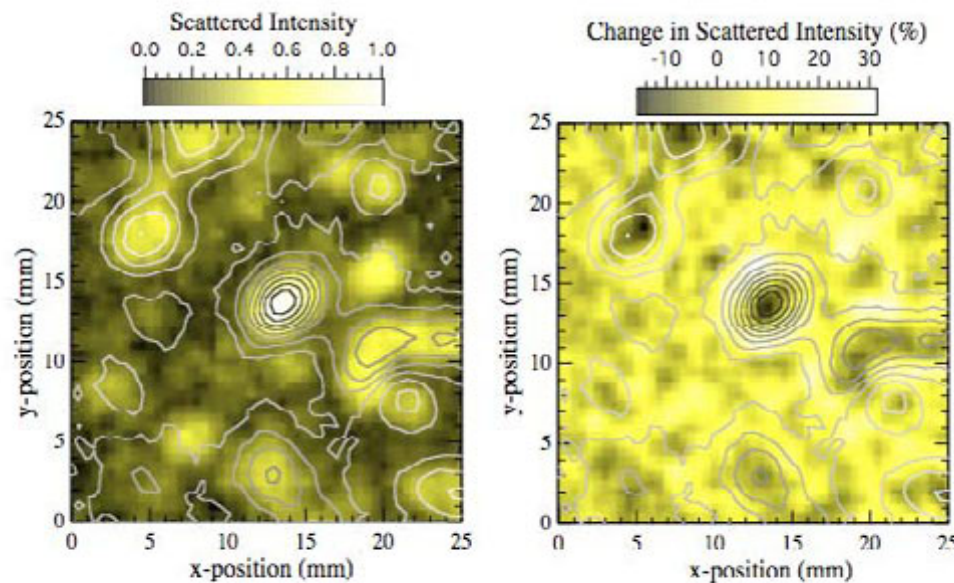 Scattered Intensity
0.0 0.2 0.4 0.6 0.8 1.0
25
20
15
10
5
0
y-position (mm)
0 5 10 15 20 25
x-position (mm)
Change in Scattered Intensity (%)
-10 0 10 20 30
25
20
15
10
5
0
y-position (mm)
0 5 10 15 20 25
x-position (mm)